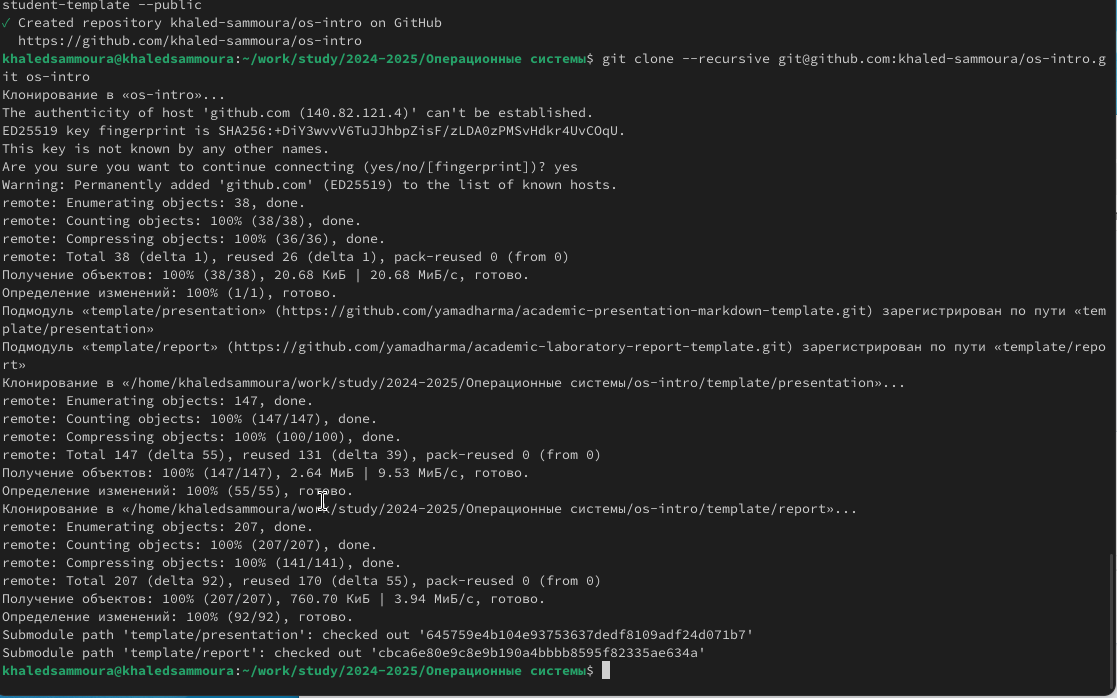 student-template --public
✓ Created repository khaled-sammoura/os-intro on GitHub
  https://github.com/khaled-sammoura/os-intro
khaledsammoura@khaledsammoura:~/work/study/2024-2025/Операционные системы$ git clone --recursive git@github.com:khaled-sammoura/os-intro.g
it os-intro
Клонирование в «os-intro»...
The authenticity of host 'github.com (140.82.121.4)' can't be established.
ED25519 key fingerprint is SHA256:+DiY3wvvV6TuJJhbpZisF/zLDA0zPMSvHdkr4UvCOqU.
This key is not known by any other names.
Are you sure you want to continue connecting (yes/no/[fingerprint])? yes
Warning: Permanently added 'github.com' (ED25519) to the list of known hosts.
remote: Enumerating objects: 38, done.
remote: Counting objects: 100% (38/38), done.
remote: Compressing objects: 100% (36/36), done.
remote: Total 38 (delta 1), reused 26 (delta 1), pack-reused 0 (from 0)
Получение объектов: 100% (38/38), 20.68 КиБ | 20.68 МиБ/с, готово.
Определение изменений: 100% (1/1), готово.
Подмодуль «template/presentation» (https://github.com/yamadharma/academic-presentation-markdown-template.git) зарегистрирован по пути «tem
plate/presentation»
Подмодуль «template/report» (https://github.com/yamadharma/academic-laboratory-report-template.git) зарегистрирован по пути «template/repo
rt»
Клонирование в «/home/khaledsammoura/work/study/2024-2025/Операционные системы/os-intro/template/presentation»...
remote: Enumerating objects: 147, done.
remote: Counting objects: 100% (147/147), done.
remote: Compressing objects: 100% (100/100), done.
remote: Total 147 (delta 55), reused 131 (delta 39), pack-reused 0 (from 0)
Получение объектов: 100% (147/147), 2.64 МиБ | 9.53 МиБ/с, готово.
Определение изменений: 100% (55/55), готово.
Клонирование в «/home/khaledsammoura/work/study/2024-2025/Операционные системы/os-intro/template/report»...
remote: Enumerating objects: 207, done.
remote: Counting objects: 100% (207/207), done.
remote: Compressing objects: 100% (141/141), done.
remote: Total 207 (delta 92), reused 170 (delta 55), pack-reused 0 (from 0)
Получение объектов: 100% (207/207), 760.70 КиБ | 3.94 МиБ/с, готово.
Определение изменений: 100% (92/92), готово.
Submodule path 'template/presentation': checked out '645759e4b104e93753637dedf8109adf24d071b7'
Submodule path 'template/report': checked out 'cbca6e80e9c8e9b190a4bbbb8595f82335ae634a'
khaledsammoura@khaledsammoura:~/work/study/2024-2025/Операционные системы$